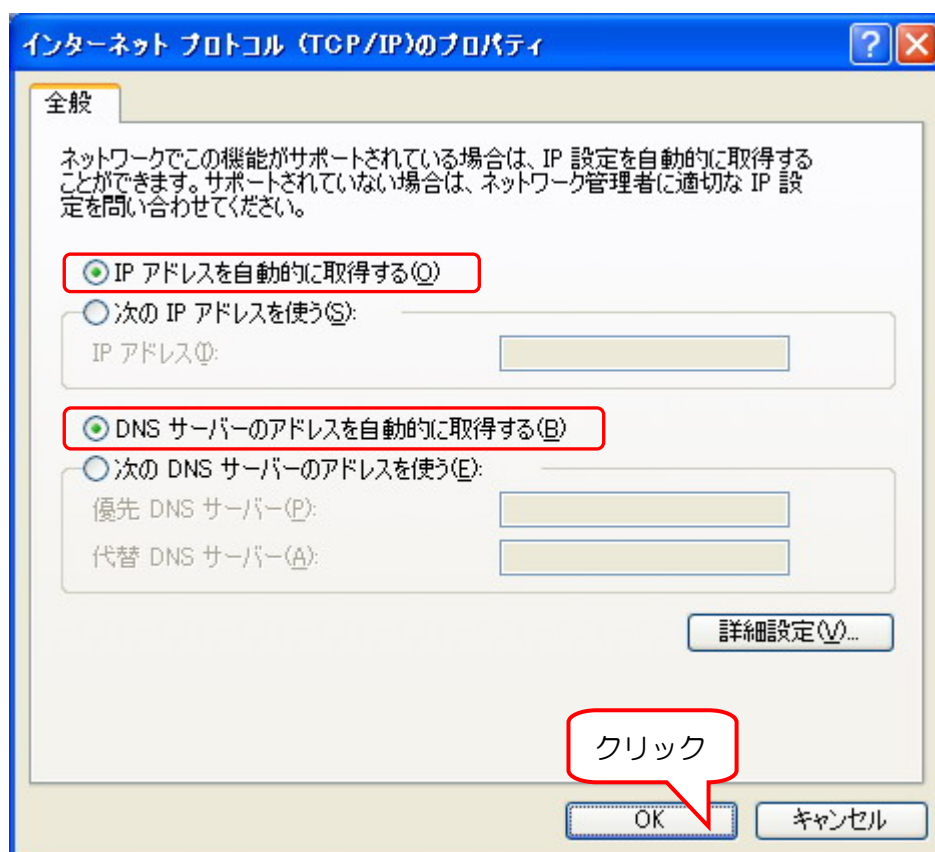 インターネット プロトコル (TCP/IP)のプロパティ
全般
ネットワークでこの機能がサポートされている場合は、IP 設定を自動的に取得する
ことができます。サポートされていない場合は、ネットワーク管理者に適切な IP 設
定を問い合わせてください。
IP アドレスを自動的に取得する(O)
次の IP アドレスを使う(S):
IP アドレス(I):
DNS サーバーのアドレスを自動的に取得する(B)
次の DNS サーバーのアドレスを使う(E):
優先 DNS サーバー(P):
代替 DNS サーバー(A):
詳細設定(V)...
クリック
OK
キャンセル